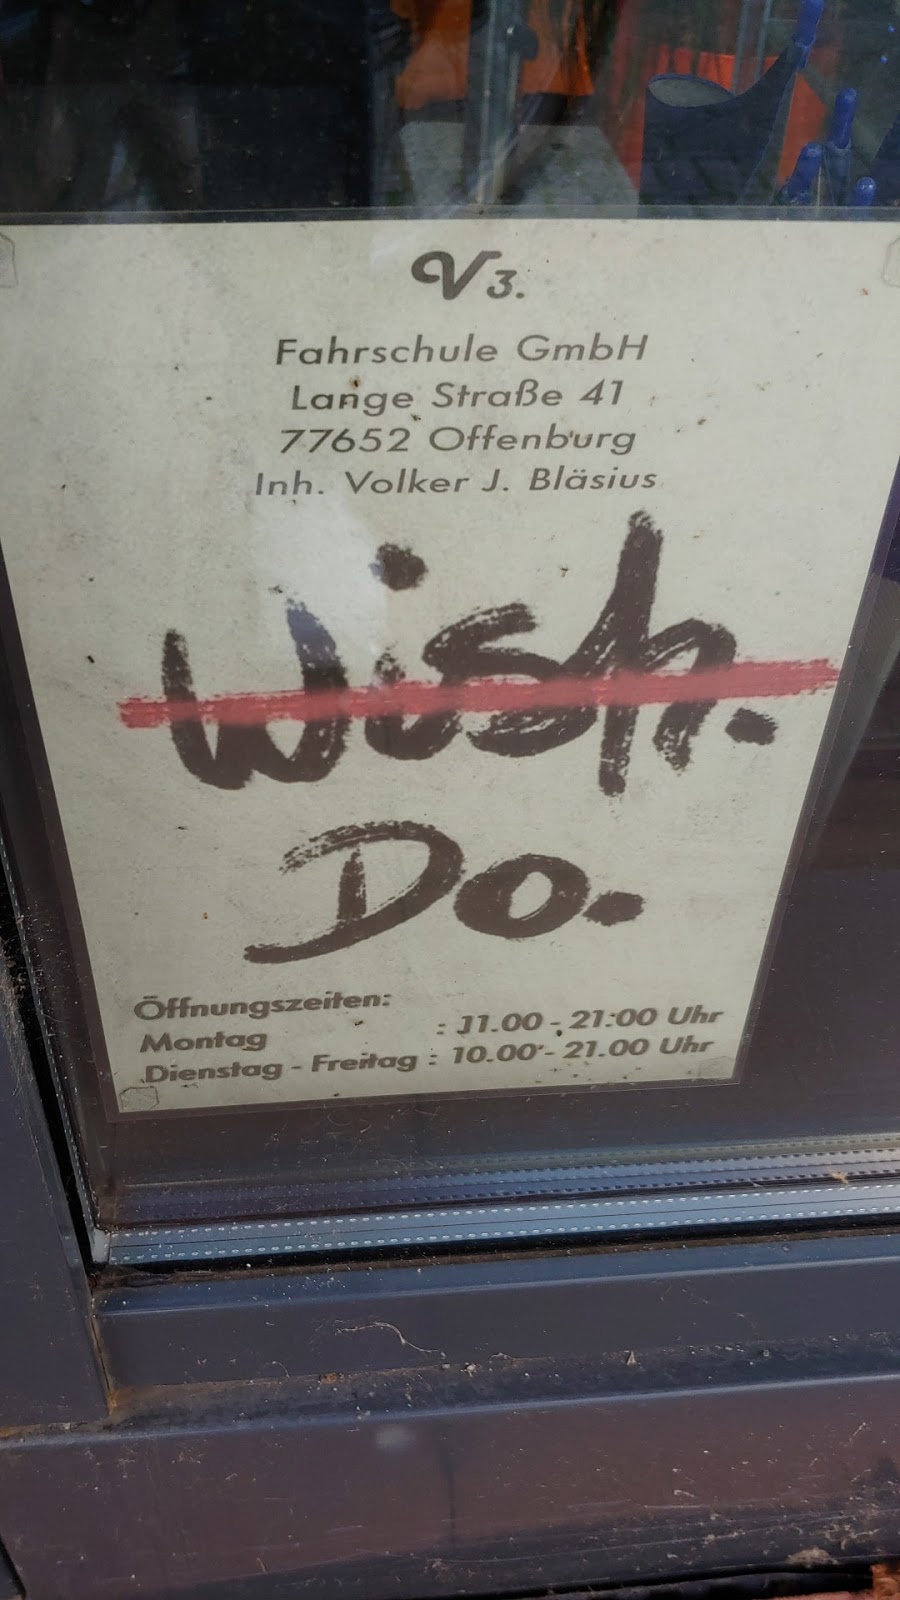 V3.
Fahrschule GmbH
Lange Straße 41
77652 Offenburg
Inh. Volker J. Bläsius
Wish.
Do.
Öffnungszeiten:
Montag : 11.00 - 21:00 Uhr
Dienstag - Freitag : 10.00 - 21.00 Uhr